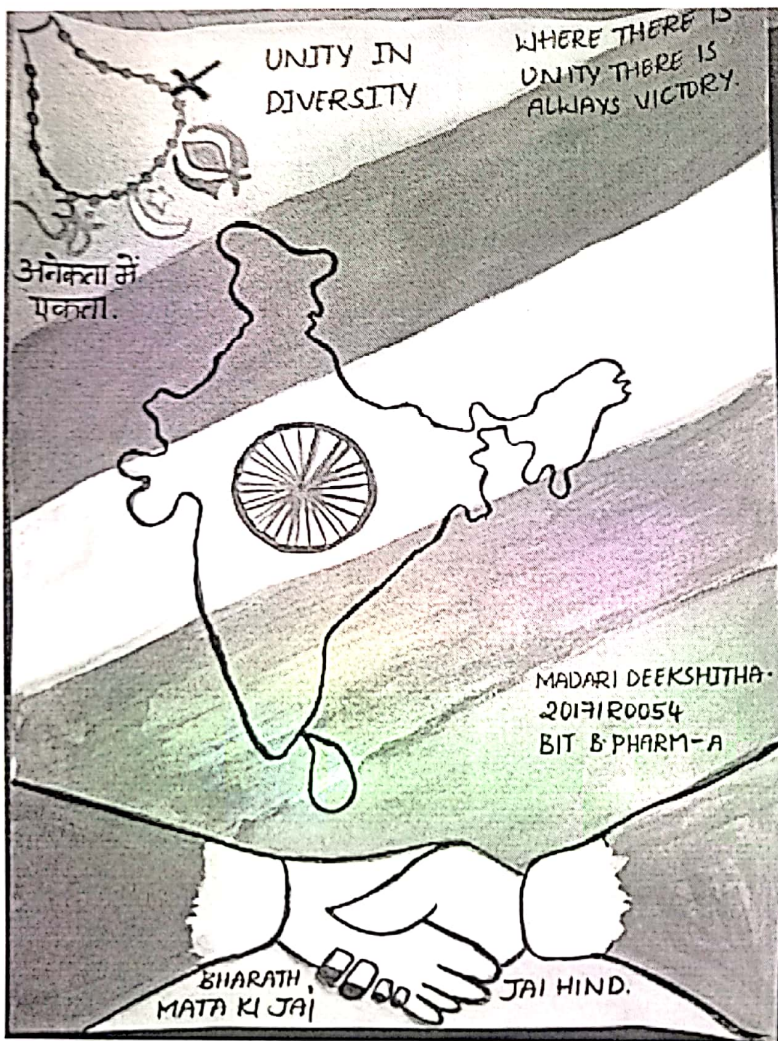 UNITY IN
DIVERSITY
WHERE THERE IS
UNITY THERE IS
ALWAYS VICTORY.
अनेकता में
एकता.
MADARI DEEKSHITHA.
20171R0054
BIT B PHARM-A
BHARATH
MATA KI JAI,
JAI HIND.